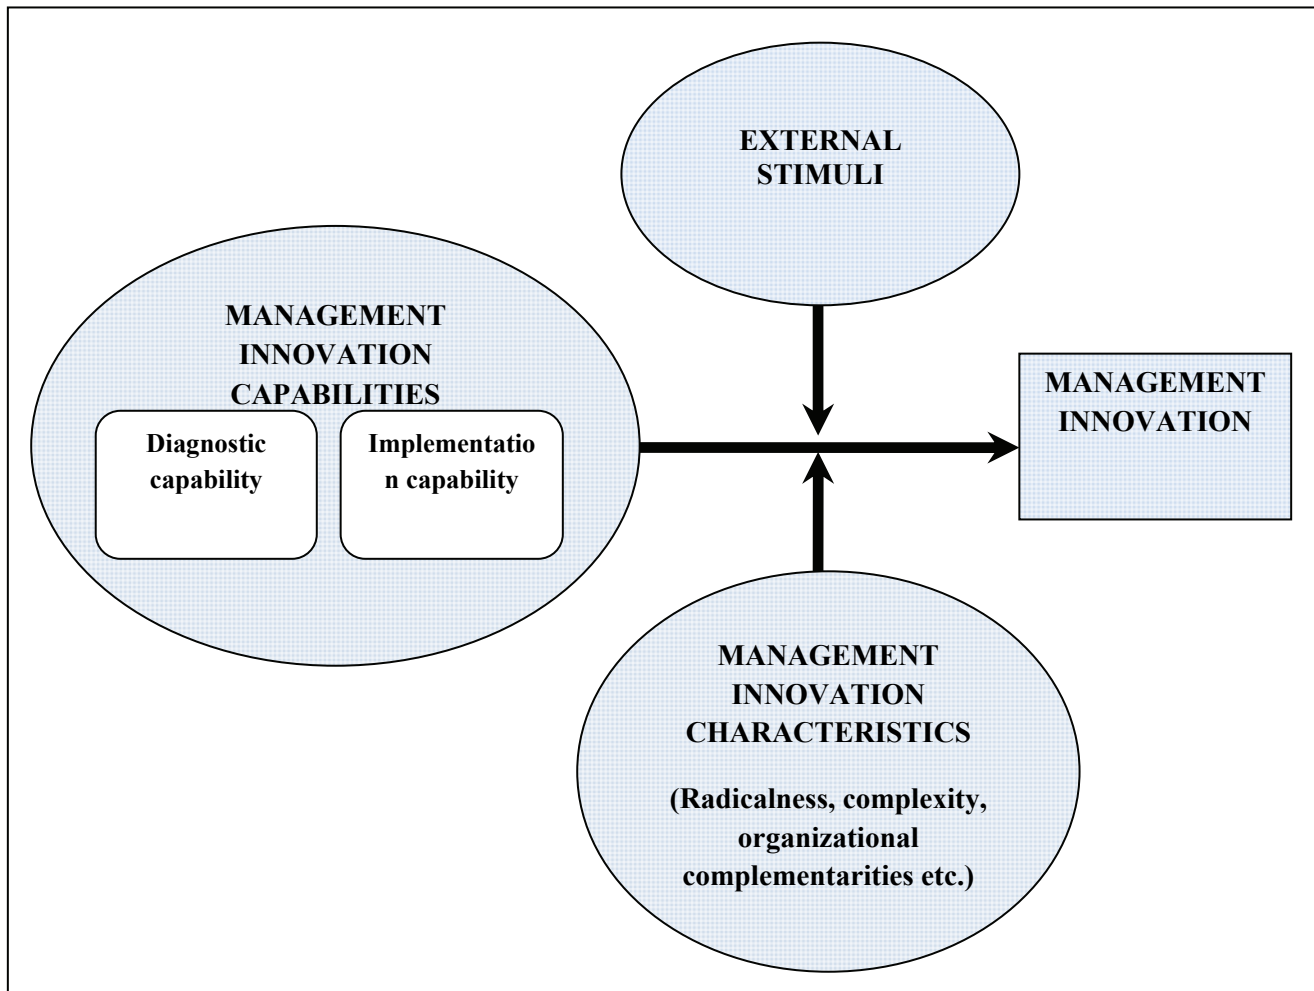 EXTERNAL
STIMULI
MANAGEMENT
INNOVATION
CAPABILITIES
Diagnostic
capability
Implementatio
n capability
MANAGEMENT
INNOVATION
MANAGEMENT
INNOVATION
CHARACTERISTICS
(Radicalness, complexity,
organizational
complementarities etc.)